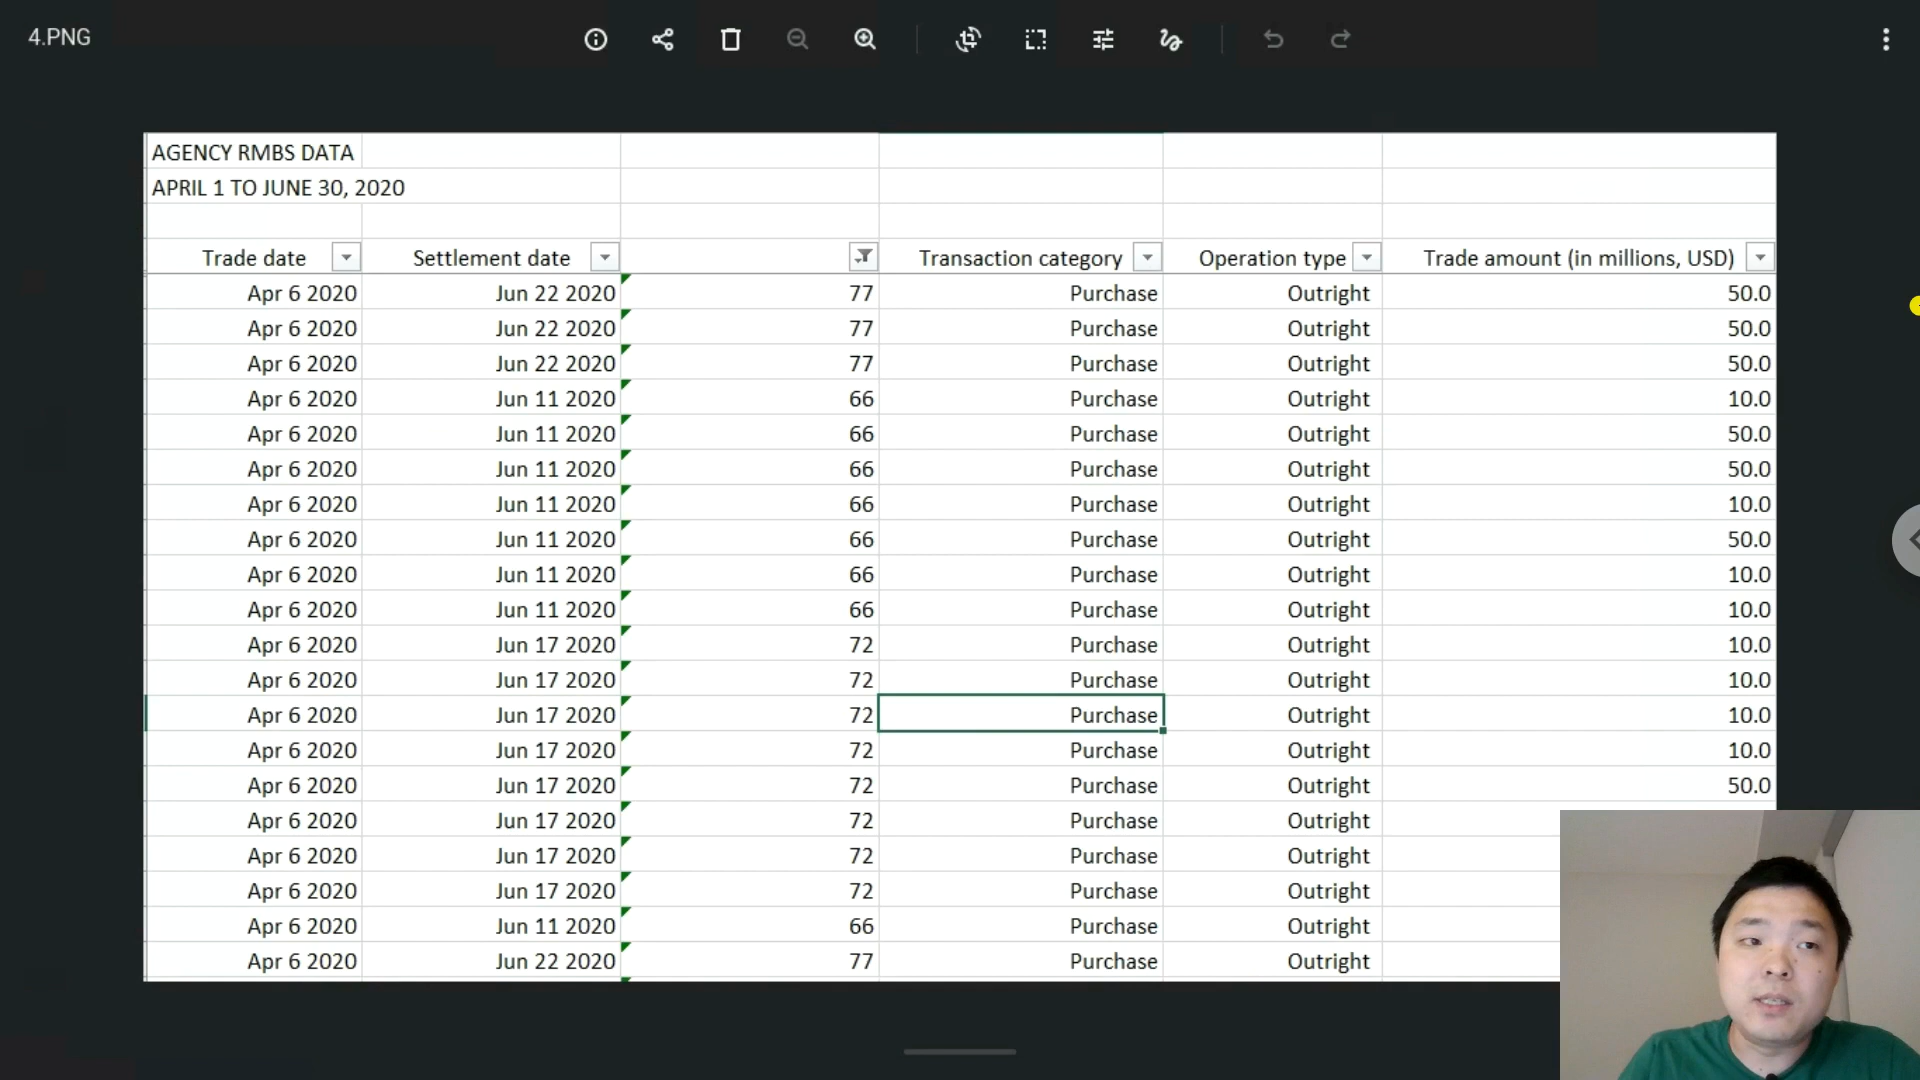 4.PNG
AGENCY RMBS DATA
APRIL 1 TO JUNE 30, 2020
Trade date Settlement date Transaction category Operation type Trade amount (in millions, USD)
Apr 6 2020 Jun 22 2020 77 Purchase Outright 50.0
Apr 6 2020 Jun 22 2020 77 Purchase Outright 50.0
Apr 6 2020 Jun 22 2020 77 Purchase Outright 50.0
Apr 6 2020 Jun 11 2020 66 Purchase Outright 10.0
Apr 6 2020 Jun 11 2020 66 Purchase Outright 50.0
Apr 6 2020 Jun 11 2020 66 Purchase Outright 50.0
Apr 6 2020 Jun 11 2020 66 Purchase Outright 10.0
Apr 6 2020 Jun 11 2020 66 Purchase Outright 50.0
Apr 6 2020 Jun 11 2020 66 Purchase Outright 10.0
Apr 6 2020 Jun 11 2020 66 Purchase Outright 10.0
Apr 6 2020 Jun 17 2020 72 Purchase Outright 10.0
Apr 6 2020 Jun 17 2020 72 Purchase Outright 10.0
Apr 6 2020 Jun 17 2020 72 Purchase Outright 10.0
Apr 6 2020 Jun 17 2020 72 Purchase Outright 10.0
Apr 6 2020 Jun 17 2020 72 Purchase Outright 50.0
Apr 6 2020 Jun 17 2020 72 Purchase Outright
Apr 6 2020 Jun 17 2020 72 Purchase Outright
Apr 6 2020 Jun 17 2020 72 Purchase Outright
Apr 6 2020 Jun 11 2020 66 Purchase Outright
Apr 6 2020 Jun 22 2020 77 Purchase Outright